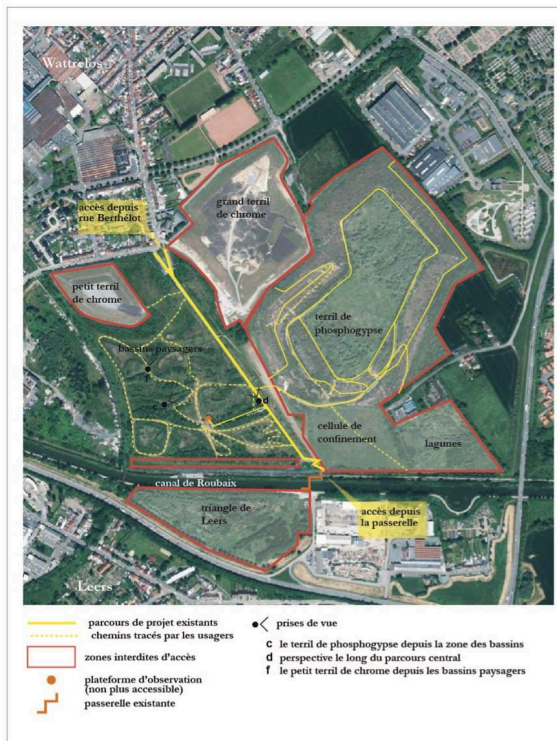 Wattrelos
accès depuis
rue Berthélot
grand terril
de chrome
petit terril
de chrome
terril de
phosphogypse
bassins paysagers
f
c
d
cellule de
confinement
lagunes
canal de Roubaix
triangle de
Leers
accès depuis
la passerelle
Leers
parcours de projet existants
chemins tracés par les usagers
zones interdites d'accès
plateforme d'observation
(non plus accessible)
passerelle existante
prises de vue
c le terril de phosphogypse depuis la zone des bassins
d perspective le long du parcours central
f le petit terril de chrome depuis les bassins paysagers